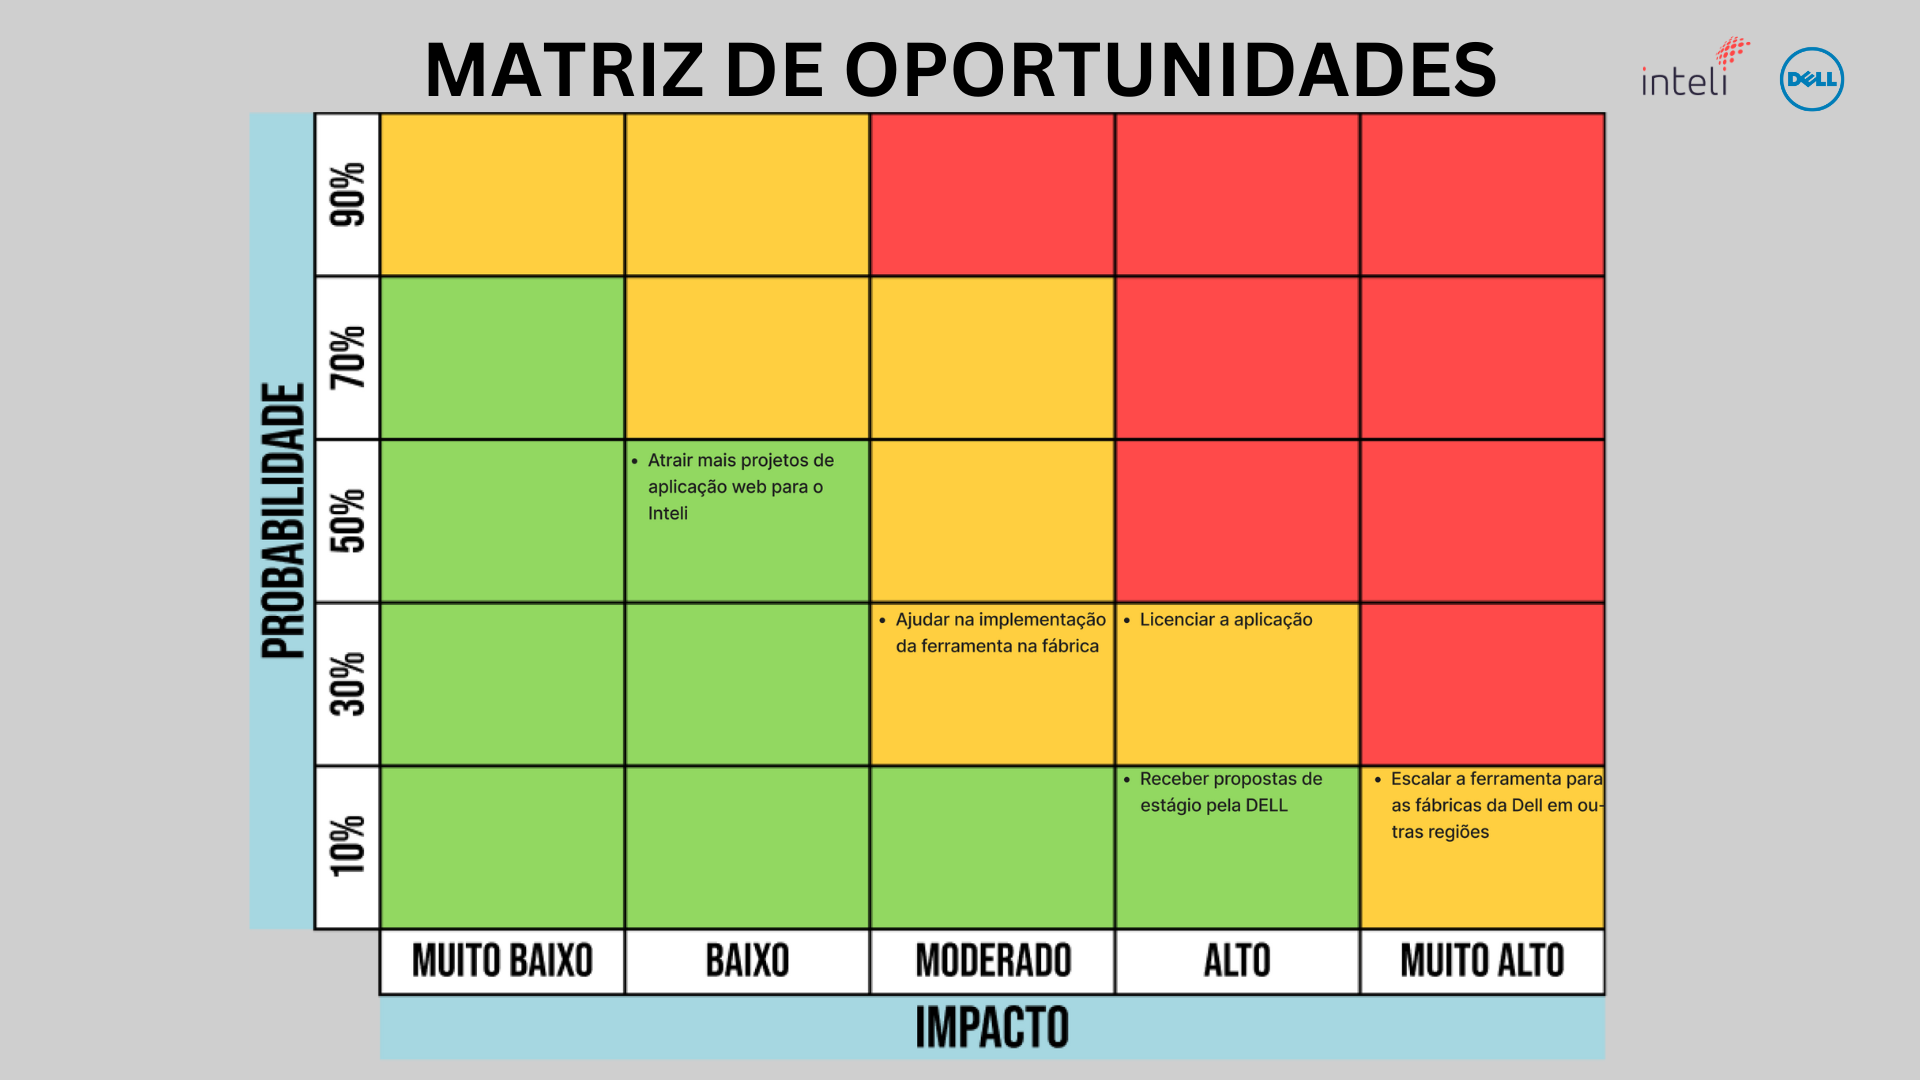 MATRIZ DE OPORTUNIDADES
inteli
DELL
PROBABILIDADE
90%
70%
50%
• Atrair mais projetos de
aplicação web para o
Inteli
30%
• Ajudar na implementação
da ferramenta na fábrica
• Licenciar a aplicação
10%
• Receber propostas de
estágio pela DELL
• Escalar a ferramenta para
as fábricas da Dell em ou-
tras regiões
MUITO BAIXO
BAIXO
MODERADO
ALTO
MUITO ALTO
IMPACTO